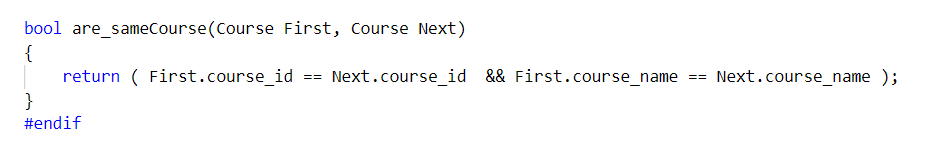 bool are_sameCourse(Course First, Course Next)
{
    return ( First.course_id == Next.course_id  && First.course_name == Next.course_name );
}
#endif